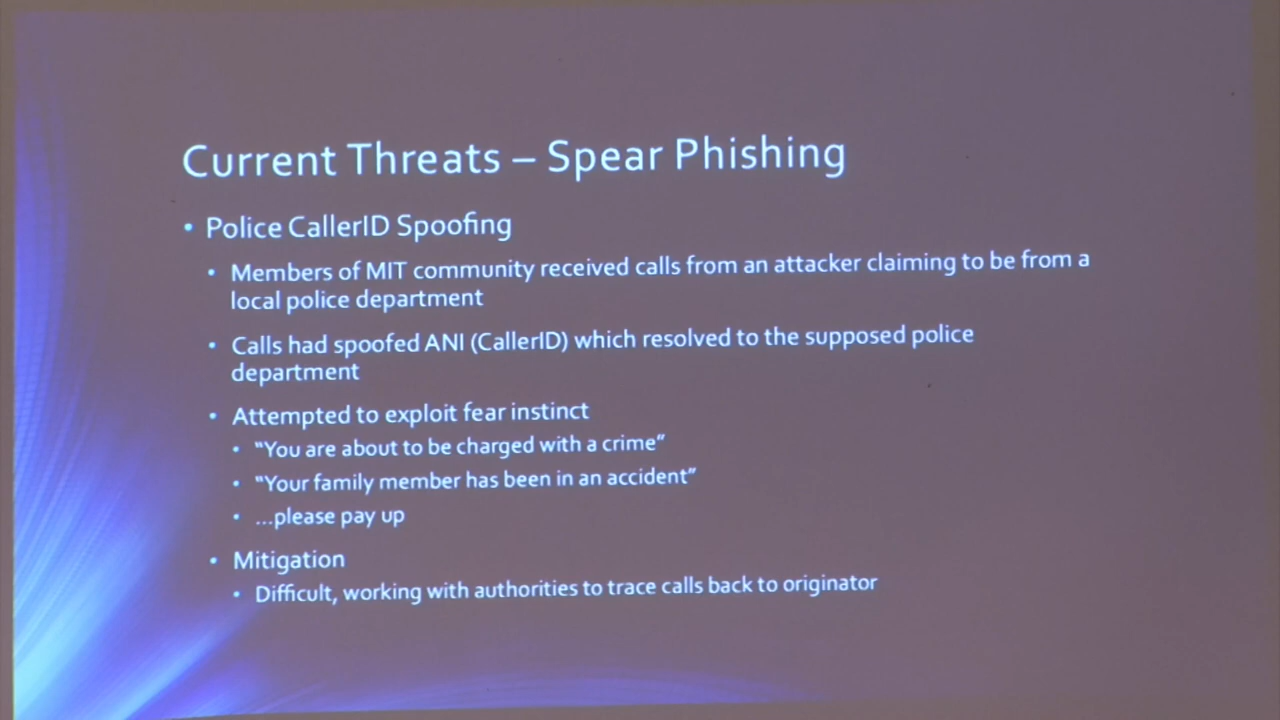 Current Threats – Spear Phishing
• Police CallerID Spoofing
• Members of MIT community received calls from an attacker claiming to be from a
local police department
• Calls had spoofed ANI (CallerID) which resolved to the supposed police
department
• Attempted to exploit fear instinct
• "You are about to be charged with a crime"
• "Your family member has been in an accident"
• ...please pay up
• Mitigation
• Difficult, working with authorities to trace calls back to originator